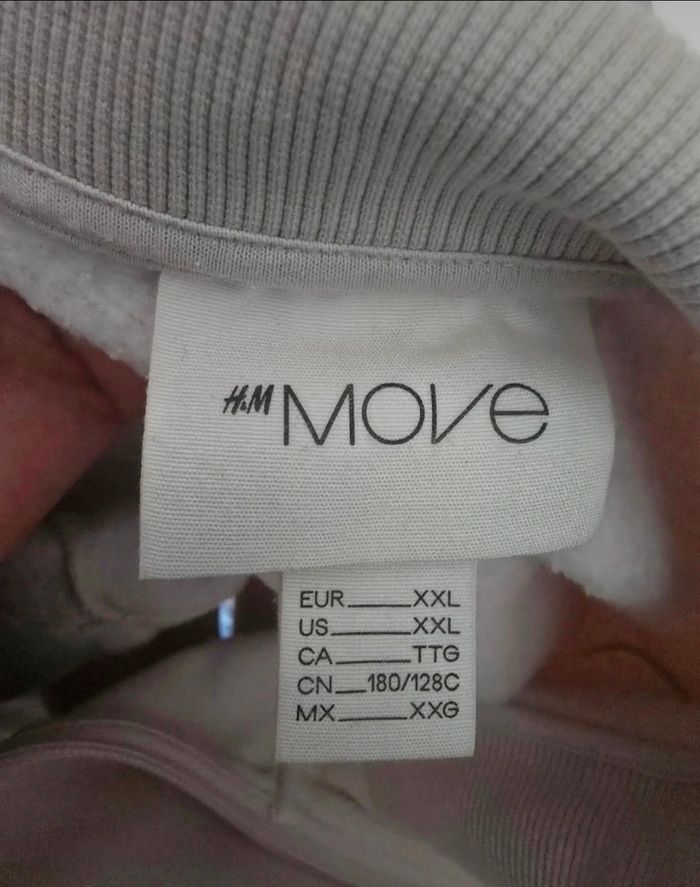 H&M MOVE
EUR XXL
US XXL
CA TTG
CN 180/128C
MX XXG